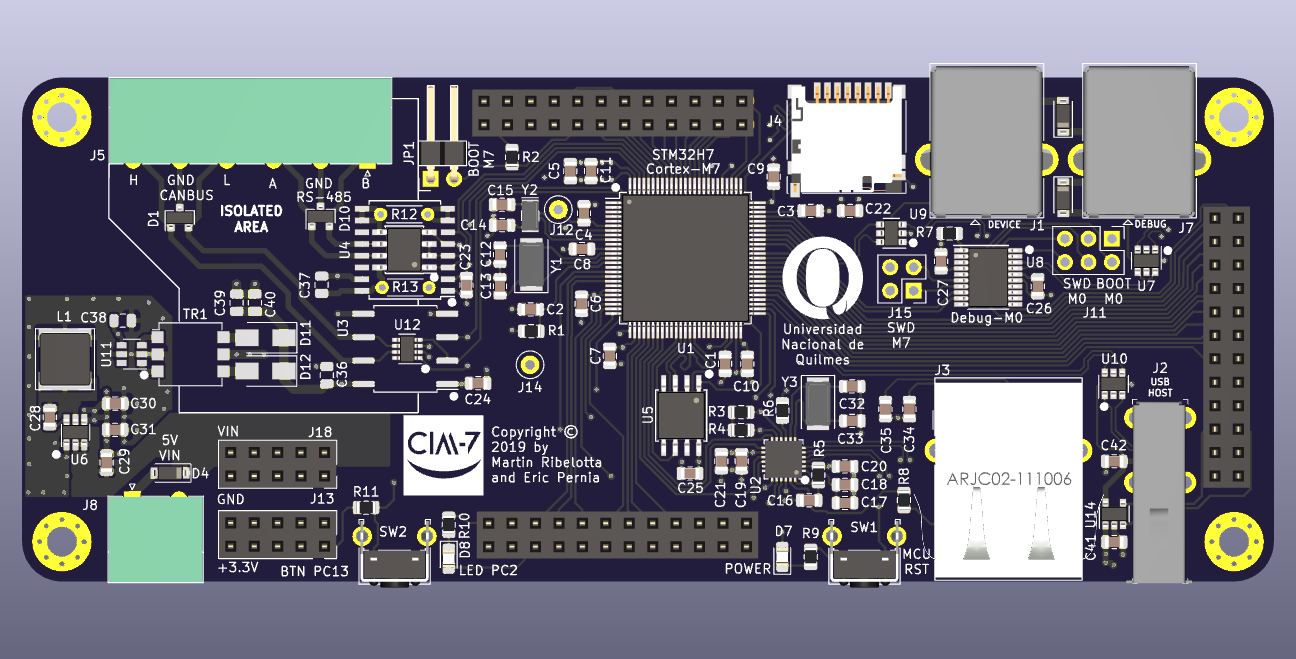 J5
H
GND
CANBUS
L
A
GND
RS-485
B
ISOLATED
AREA
JP1
BOOT
M7
R2
D1
D10
R12
U4
R13
C15
Y2
C14
J12
C5
C11
C4
C8
C12
C13
Y1
C23
C6
STM32H7
Cortex-M7
U1
J4
C9
C3
C22
U9
R7
DEVICE
J1
DEBUG
J7
C27
U8
C26
U7
SWD
M0
BOOT
M0
J11
Debug-M0
J15
SWD
M7
Universidad
Nacional de
Quilmes
C37
C39
C40
L1
C38
U11
TR1
D11
D12
C36
U3
U12
C2
R1
J14
C7
C1
C10
C24
C28
U6
C30
C31
C29
5V
VIN
D4
VIN
J18
GND
J13
+3.3V
BTN PC13
J8
CIM-7
Copyright ©
2019 by
Martin Ribelotta
and Eric Pernia
U5
R3
R4
R6
Y3
C32
C33
C35
C34
C25
C21
C19
U2
R5
C20
C18
C17
C16
R8
J3
ARJC02-111006
U10
J2
USB
HOST
C42
U14
C41
R11
SW2
R10
D8
LED PC2
D7
R9
POWER
SW1
MCU
RST